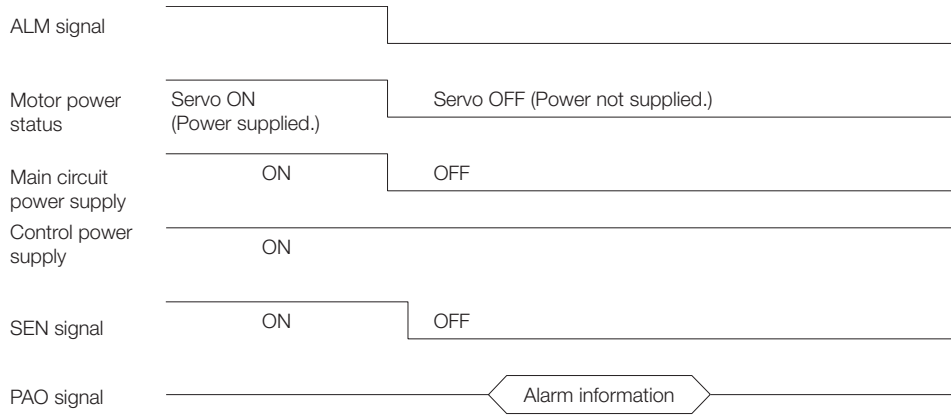 ALM signal
Motor power
status
Servo ON
(Power supplied.)
Servo OFF (Power not supplied.)
Main circuit
power supply
ON
OFF
Control power
supply
ON
SEN signal
ON
OFF
PAO signal
Alarm information